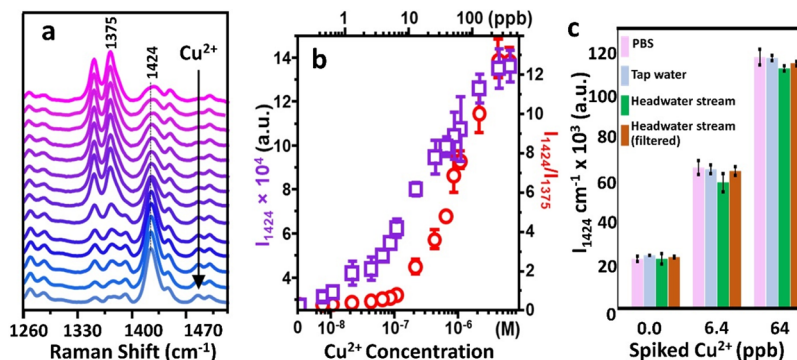 a
1375
1424
Cu2+
1260 1330 1400 1470
Raman Shift (cm-1)
1 10 100 (ppb)
b
14
12
10
8
6
4
I1424 × 10⁴ (a.u.)
12
10
8
6
4
2
0
I1424/I1375
10-8 10-7 10-6 (M)
Cu2+ Concentration
c
PBS
Tap water
Headwater stream
Headwater stream
(filtered)
120
100
80
60
40
20
0
I1424 cm-1 x 10³ (a.u.)
0.0 6.4 64
Spiked Cu2+ (ppb)